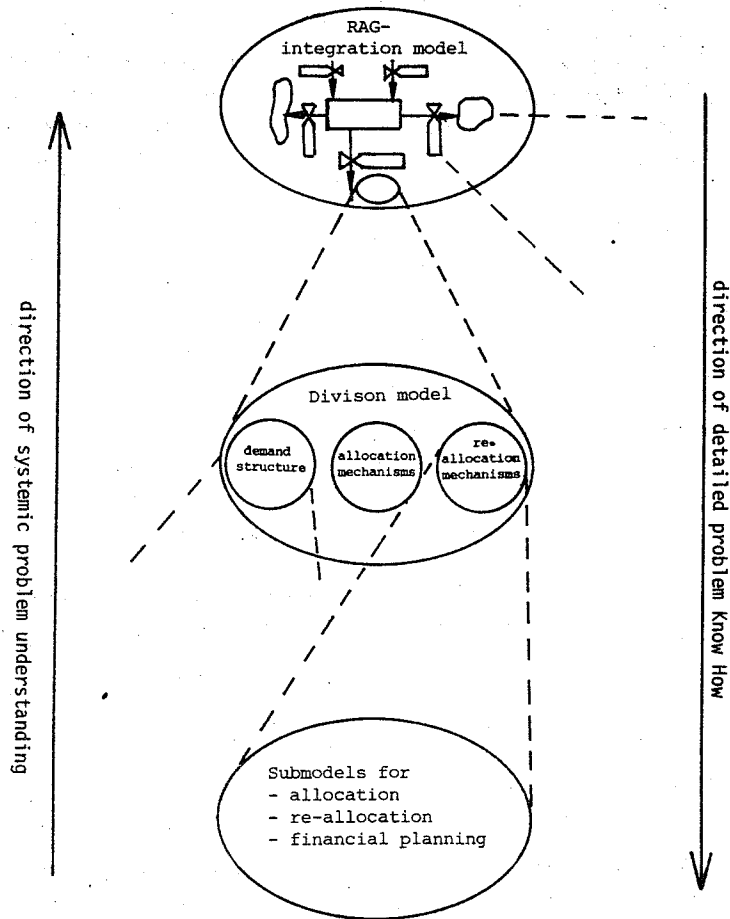 RAG-
integration model
Divison model
demand
structure
allocation
mechanisms
re-
allocation
mechanisms
Submodels for
- allocation
- re-allocation
- financial planning
direction of systemic problem understanding
direction of detailed problem Know How